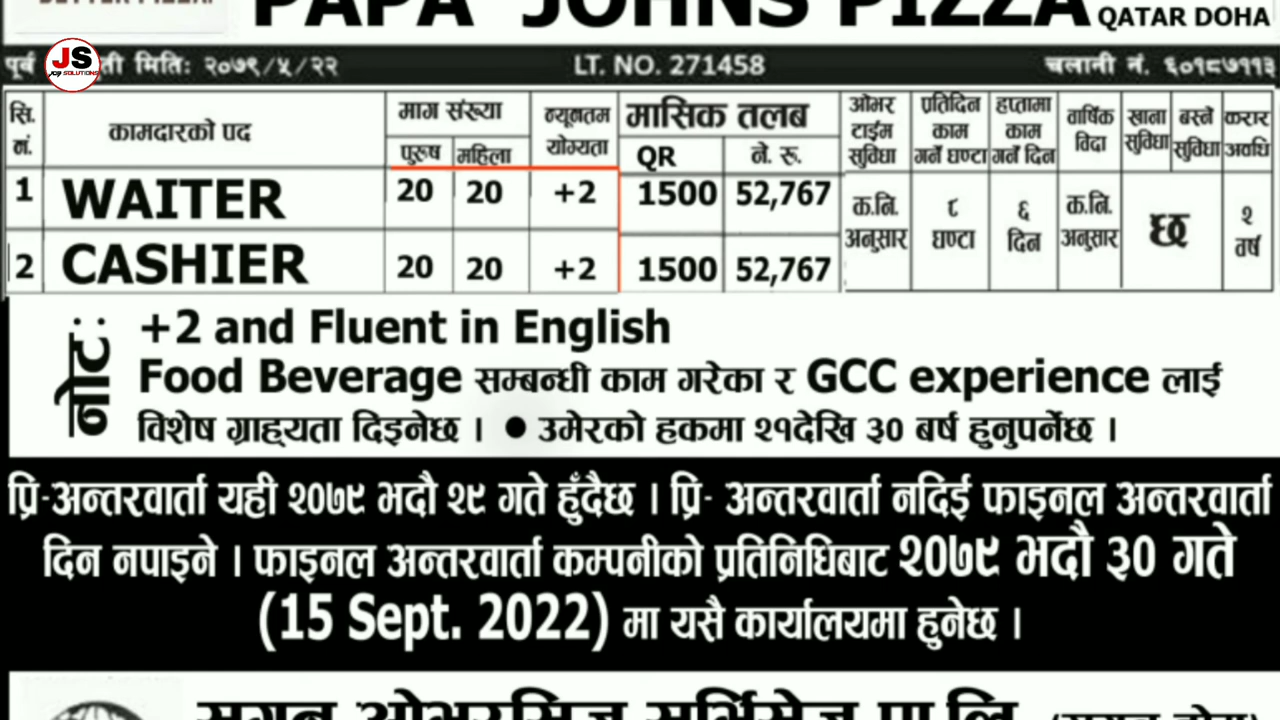 PAPA JOHNS PIZZA QATAR DOHA
JS
JOB SOLUTIONS
पूर्व मिति: २०७९/५/२२ LT. NO. 271458 चलानी नं. ६०१८७११३
सि. नं. कामदारको पद माग संख्या पुरुष महिला न्यूनतम योग्यता मासिक तलब QR ने. रु. ओभर टाईम सुविधा प्रतिदिन काम गर्ने घण्टा हप्तामा काम गर्ने दिन वार्षिक विदा खाना सुविधा बस्ने सुविधा करार अवधि
1 WAITER 20 20 +2 1500 52,767 क.नि. अनुसार ८ घण्टा ६ दिन क.नि. अनुसार छ २ वर्ष
2 CASHIER 20 20 +2 1500 52,767
नोट: +2 and Fluent in English
Food Beverage सम्बन्धी काम गरेका र GCC experience लाई
विशेष ग्राह्यता दिइनेछ । ● उमेरको हकमा २१देखि ३० बर्ष हुनुपर्नेछ ।
प्रि-अन्तरवार्ता यही २०७९ भदौ २९ गते हुँदैछ । प्रि- अन्तरवार्ता नदिई फाइनल अन्तरवार्ता
दिन नपाइने । फाइनल अन्तरवार्ता कम्पनीको प्रतिनिधिबाट २०७९ भदौ ३० गते
(15 Sept. 2022) मा यसै कार्यालयमा हुनेछ ।